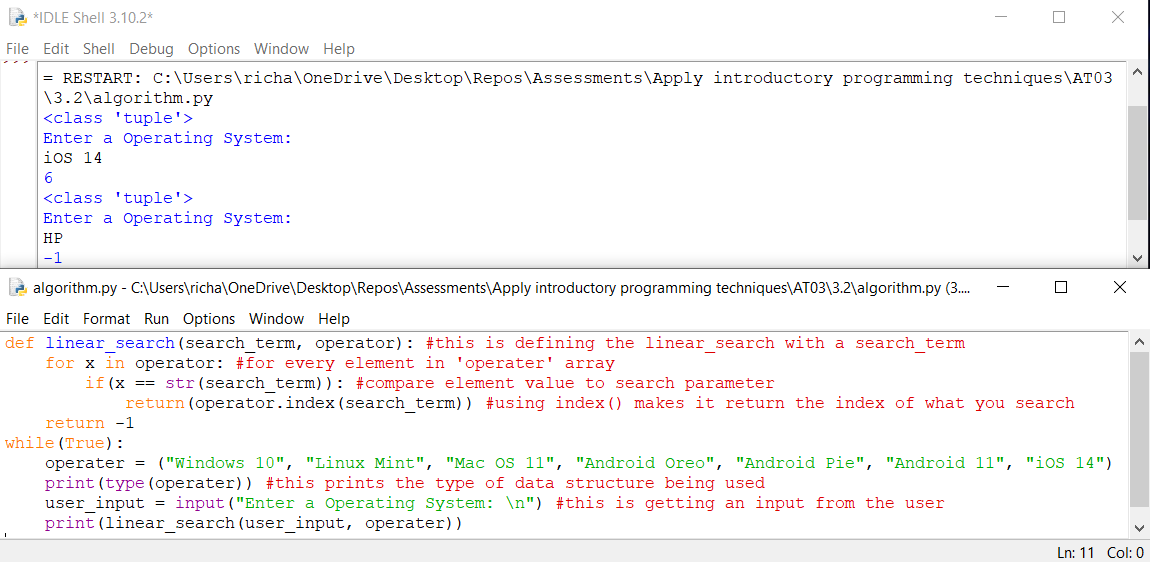 *IDLE Shell 3.10.2*
File Edit Shell Debug Options Window Help
= RESTART: C:\Users\richa\OneDrive\Desktop\Repos\Assessments\Apply introductory programming techniques\AT03
\3.2\algorithm.py
<class 'tuple'>
Enter a Operating System:
iOS 14
6
<class 'tuple'>
Enter a Operating System:
HP
-1
algorithm.py - C:\Users\richa\OneDrive\Desktop\Repos\Assessments\Apply introductory programming techniques\AT03\3.2\algorithm.py (3....
File Edit Format Run Options Window Help
def linear_search(search_term, operator): #this is defining the linear_search with a search_term
    for x in operator: #for every element in 'operater' array
        if(x == str(search_term)): #compare element value to search parameter
            return(operator.index(search_term)) #using index() makes it return the index of what you search
    return -1
while(True):
    operater = ("Windows 10", "Linux Mint", "Mac OS 11", "Android Oreo", "Android Pie", "Android 11", "iOS 14")
    print(type(operater)) #this prints the type of data structure being used
    user_input = input("Enter a Operating System: \n") #this is getting an input from the user
    print(linear_search(user_input, operater))
Ln: 11 Col: 0